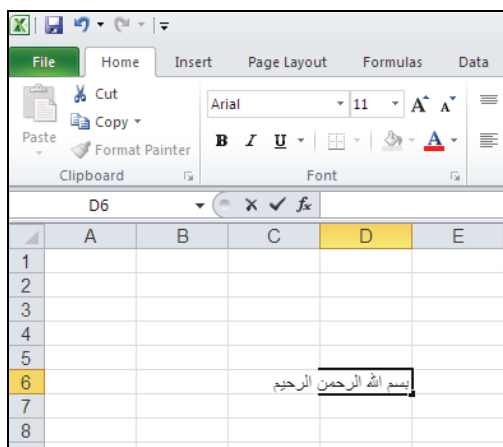 File Home Insert Page Layout Formulas Data
Cut
Copy
Paste
Format Painter
Arial 11 A A
B I U A
Clipboard Font
D6 fx
A B C D E
1
2
3
4
5
6 بسم الله الرحمن الرحيم
7
8